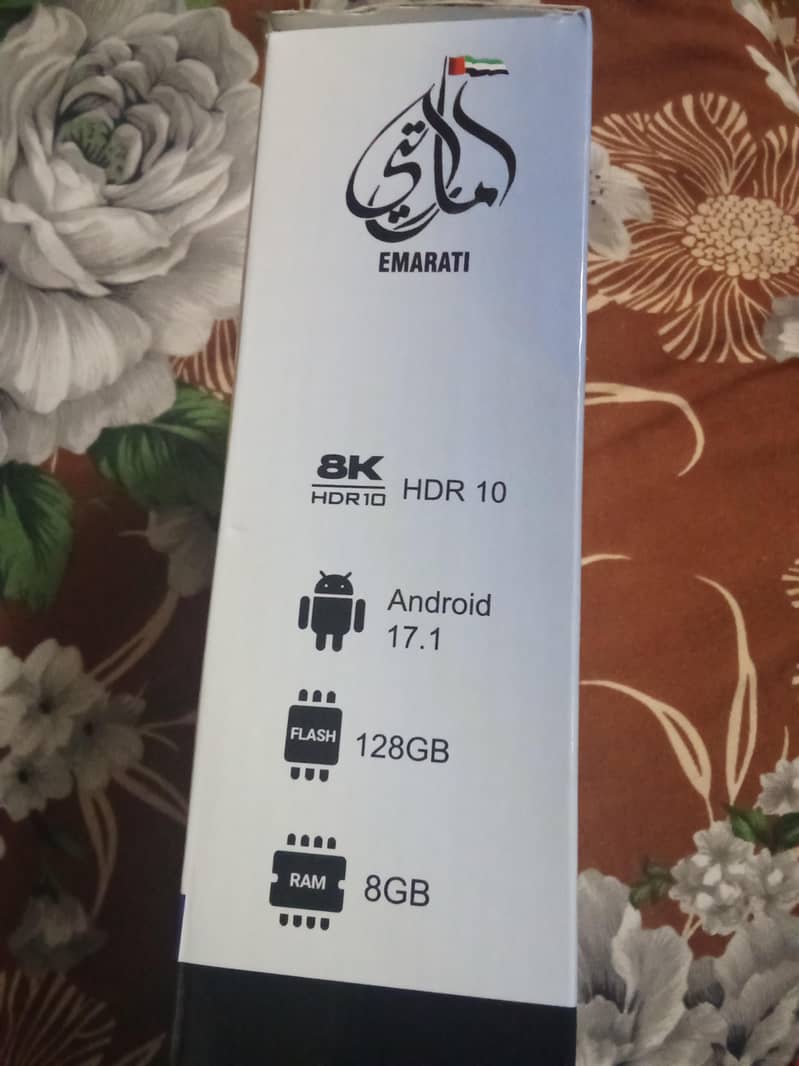 اماراتي
EMARATI
8K
HDR10
HDR 10
Android
17.1
FLASH
128GB
RAM
8GB